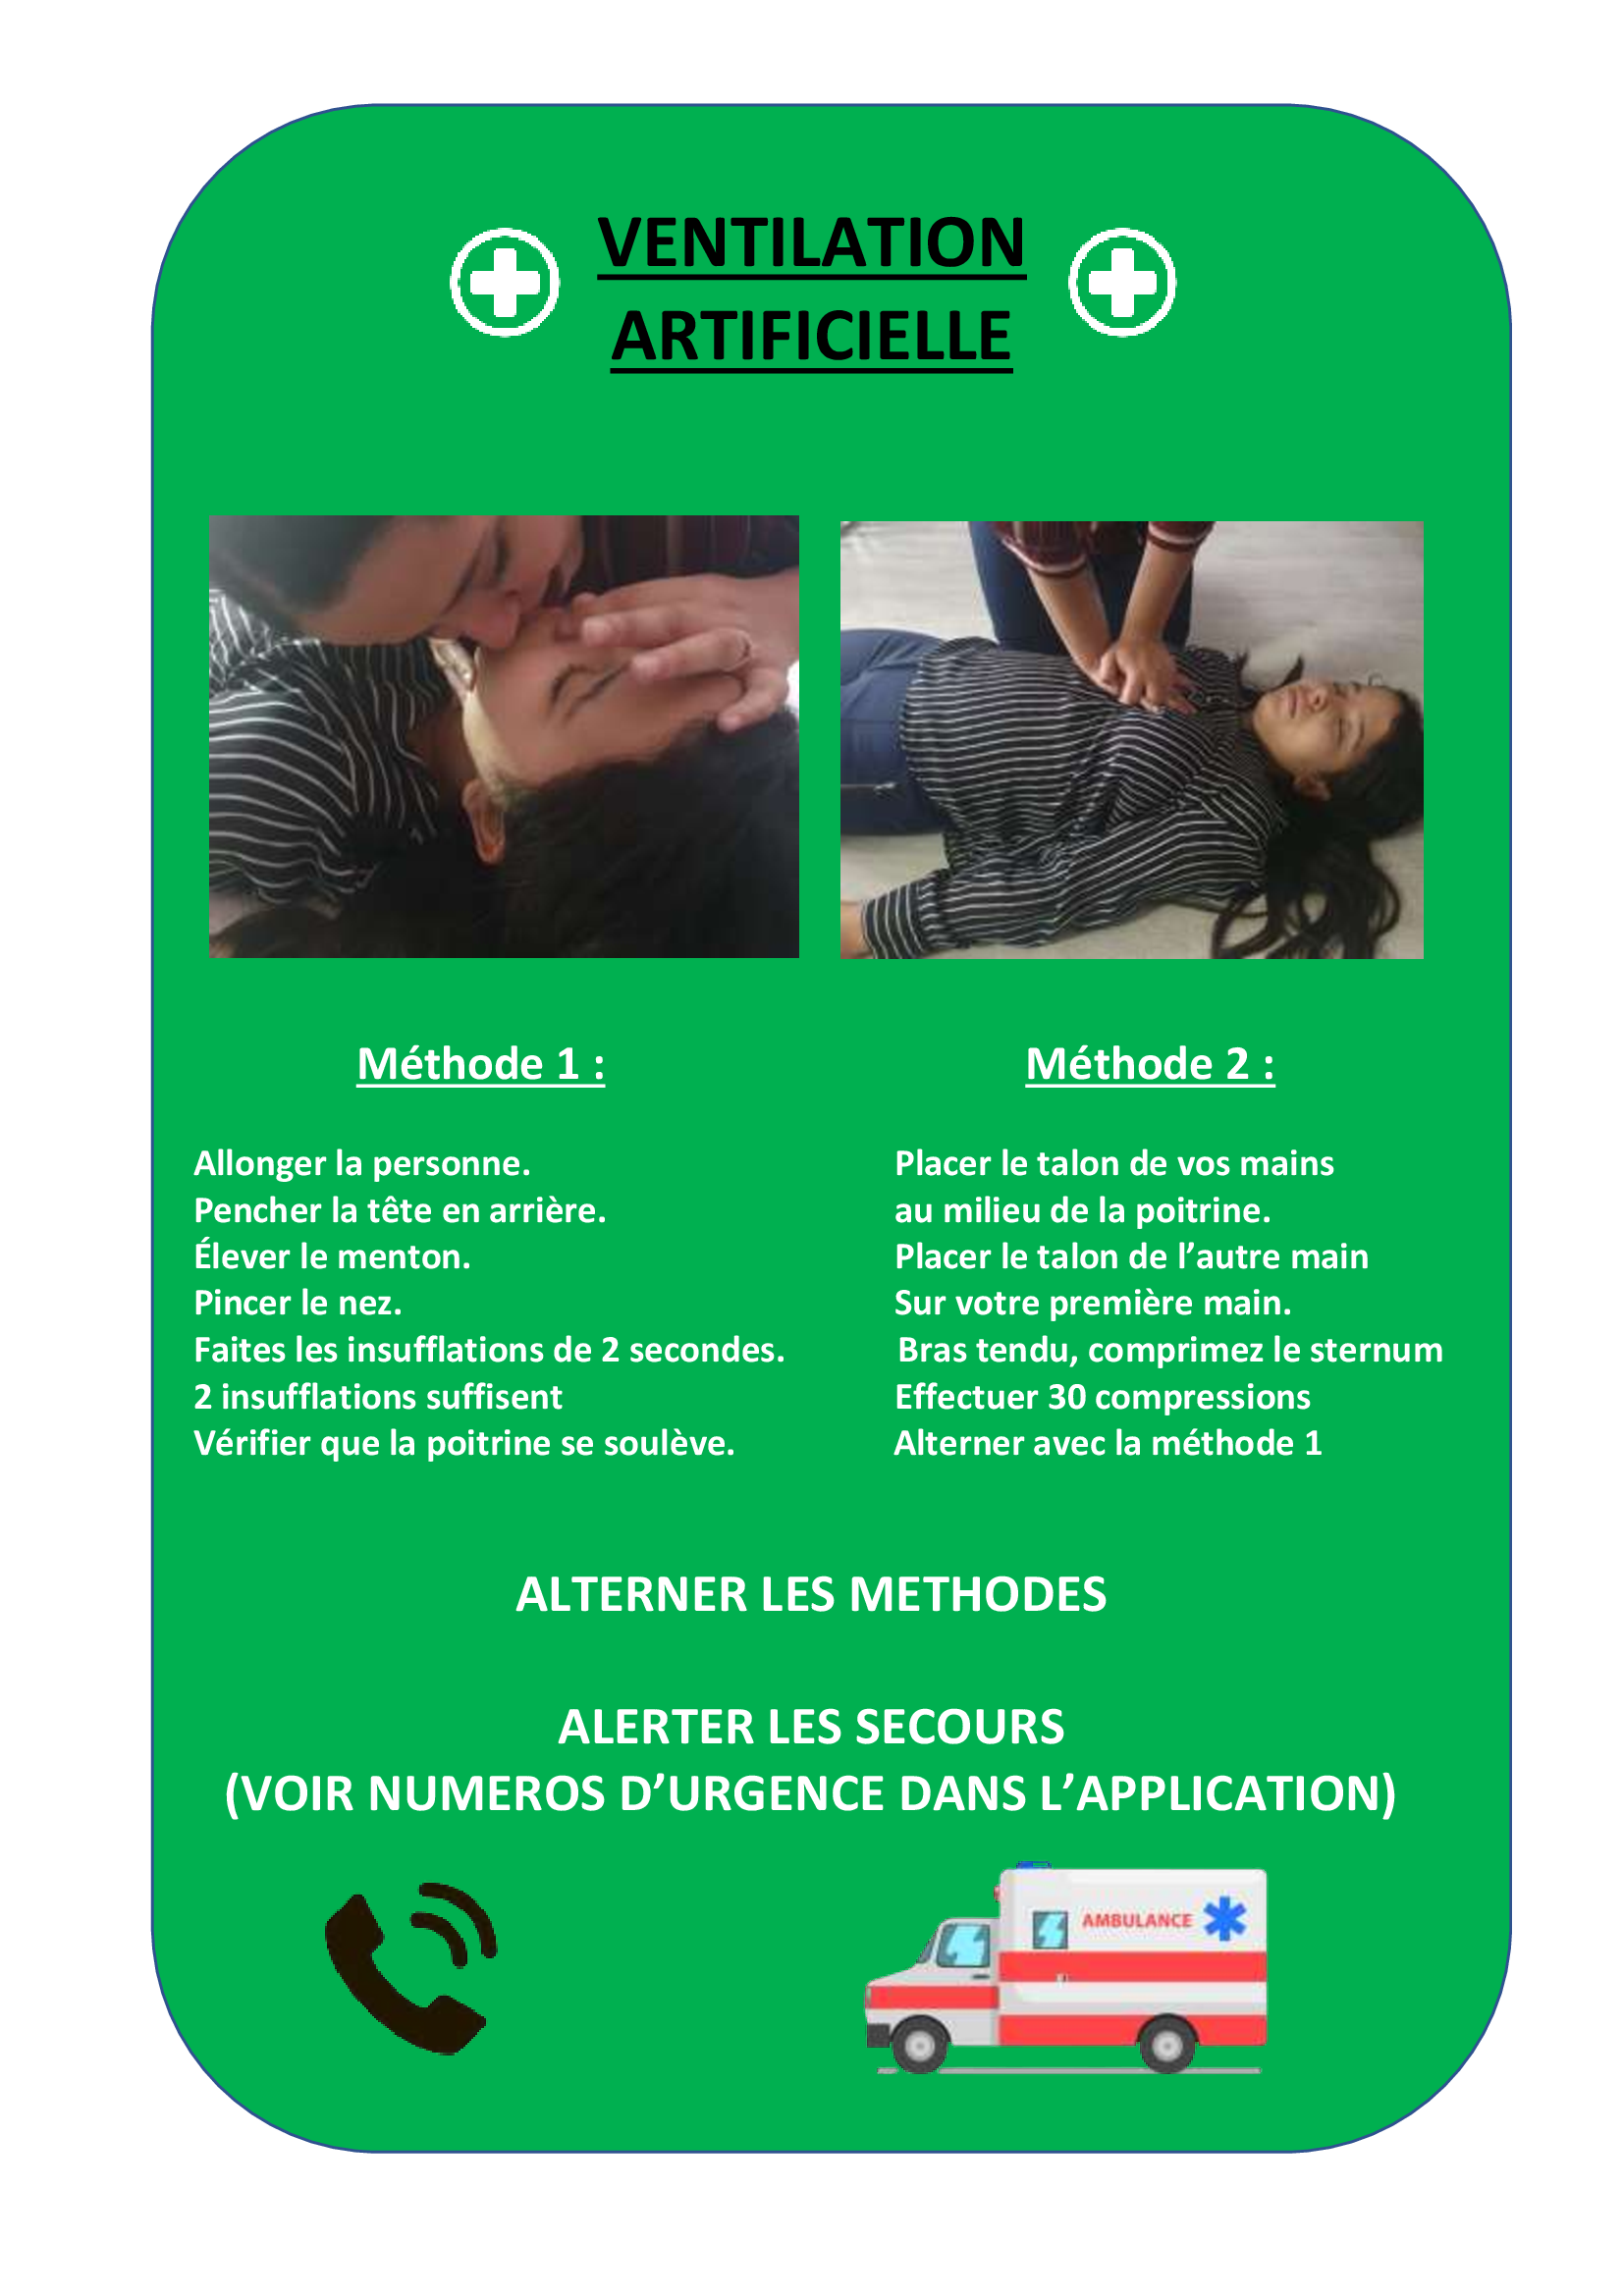 VENTILATION
ARTIFICIELLE
Méthode 1 :
Allonger la personne.
Pencher la tête en arrière.
Élever le menton.
Pincer le nez.
Faites les insufflations de 2 secondes.
2 insufflations suffisent
Vérifier que la poitrine se soulève.
Méthode 2 :
Placer le talon de vos mains
au milieu de la poitrine.
Placer le talon de l’autre main
Sur votre première main.
Bras tendu, comprimez le sternum
Effectuer 30 compressions
Alterner avec la méthode 1
ALTERNER LES METHODES
ALERTER LES SECOURS
(VOIR NUMEROS D’URGENCE DANS L’APPLICATION)
AMBULANCE